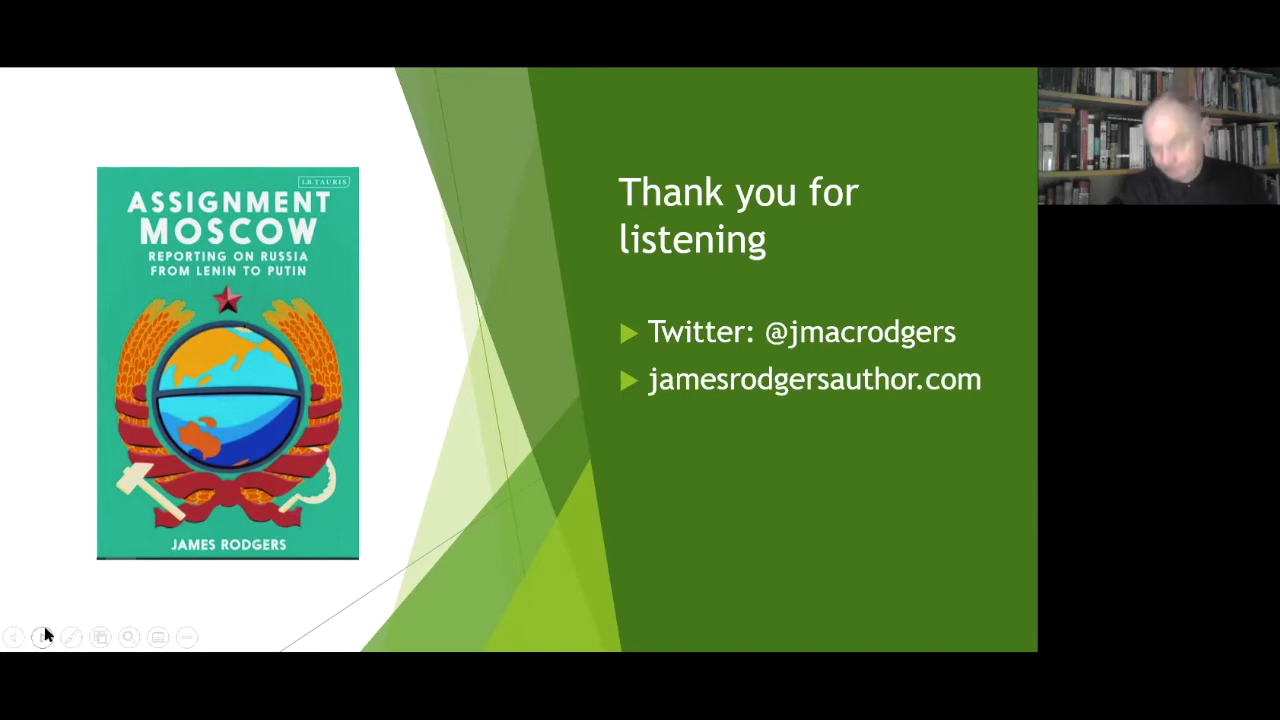 I.B.TAURIS
ASSIGNMENT
MOSCOW
REPORTING ON RUSSIA
FROM LENIN TO PUTIN
JAMES RODGERS
Thank you for
listening
Twitter: @jmacrodgers
jamesrodgersauthor.com